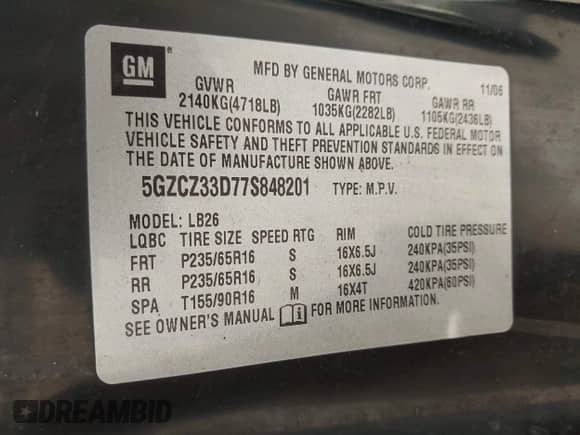 GM ®
MFD BY GENERAL MOTORS CORP. 11/06
GVWR GAWR FRT GAWR RR
2140KG(4718LB) 1035KG(2282LB) 1105KG(2436LB)
THIS VEHICLE CONFORMS TO ALL APPLICABLE U.S. FEDERAL MOTOR
VEHICLE SAFETY AND THEFT PREVENTION STANDARDS IN EFFECT ON
THE DATE OF MANUFACTURE SHOWN ABOVE.
5GZCZ33D77S848201 TYPE: M.P.V.
MODEL: LB26
LQBC TIRE SIZE SPEED RTG RIM COLD TIRE PRESSURE
FRT P235/65R16 S 16X6.5J 240KPA(35PSI)
RR P235/65R16 S 16X6.5J 240KPA(35PSI)
SPA T155/90R16 M 16X4T 420KPA(60PSI)
SEE OWNER'S MANUAL i FOR MORE INFORMATION.
DREAMBID